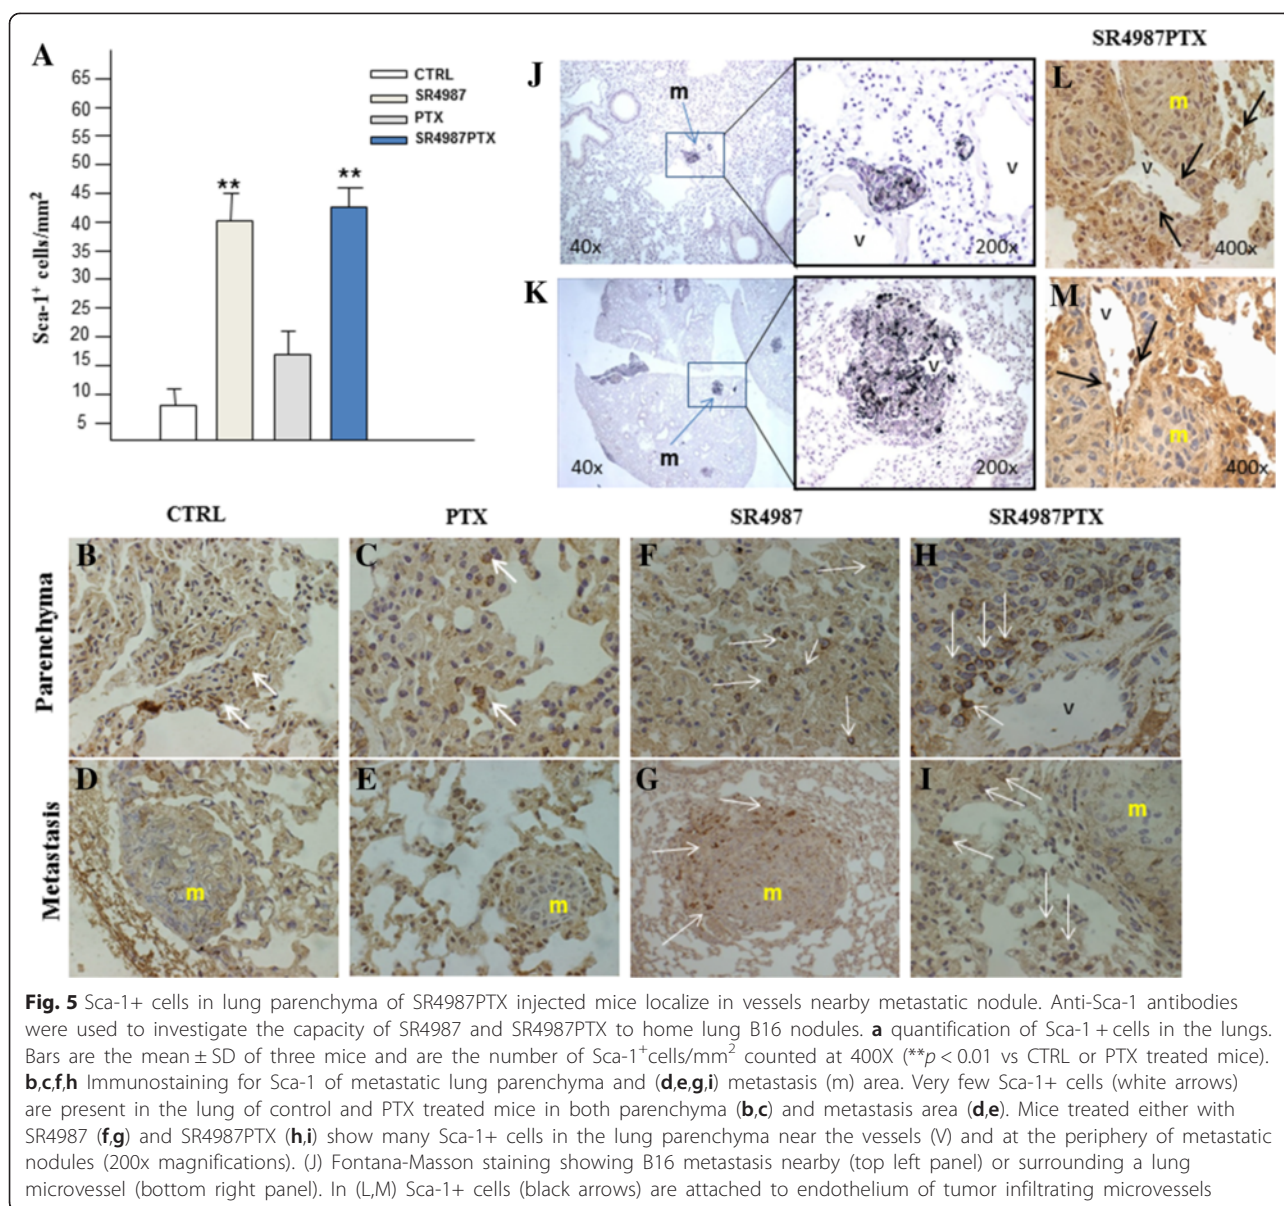 A
65
60
55
50
45
40
35
30
25
20
15
10
5
Sca-1+ cells/mm2
CTRL
SR4987
PTX
SR4987PTX
**
**
J
m
40x
V
V
200x
K
m
40x
V
200x
SR4987PTX
L
m
V
400x
M
V
m
400x
CTRL
PTX
SR4987
SR4987PTX
Parenchyma
B
C
F
H
V
Metastasis
D
m
E
m
G
m
I
m
Fig. 5 Sca-1+ cells in lung parenchyma of SR4987PTX injected mice localize in vessels nearby metastatic nodule. Anti-Sca-1 antibodies
were used to investigate the capacity of SR4987 and SR4987PTX to home lung B16 nodules. a quantification of Sca-1 + cells in the lungs.
Bars are the mean ± SD of three mice and are the number of Sca-1+cells/mm2 counted at 400X (**p < 0.01 vs CTRL or PTX treated mice).
b,c,f,h Immunostaining for Sca-1 of metastatic lung parenchyma and (d,e,g,i) metastasis (m) area. Very few Sca-1+ cells (white arrows)
are present in the lung of control and PTX treated mice in both parenchyma (b,c) and metastasis area (d,e). Mice treated either with
SR4987 (f,g) and SR4987PTX (h,i) show many Sca-1+ cells in the lung parenchyma near the vessels (V) and at the periphery of metastatic
nodules (200x magnifications). (J) Fontana-Masson staining showing B16 metastasis nearby (top left panel) or surrounding a lung
microvessel (bottom right panel). In (L,M) Sca-1+ cells (black arrows) are attached to endothelium of tumor infiltrating microvessels